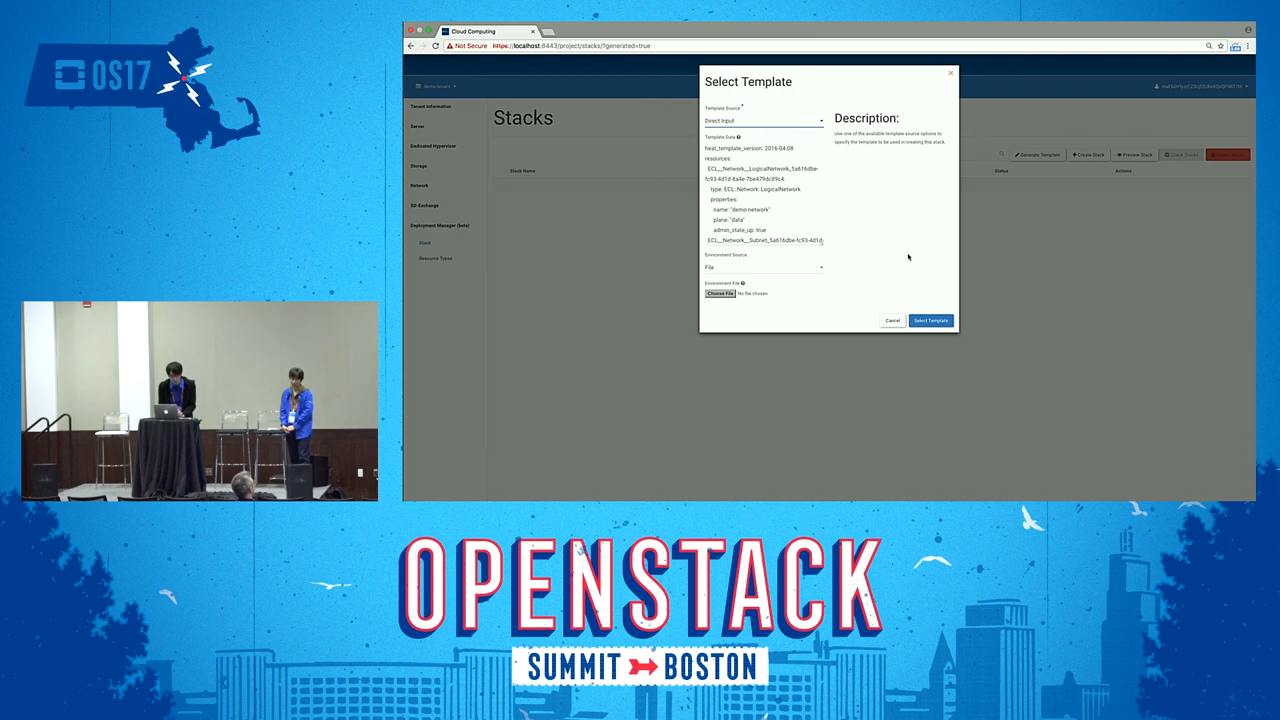 OS17
Cloud Computing
Not Secure https://localhost:8443/project/stacks/?generated=true
demo-tenant
Tenant Information
Server
Dedicated Hypervisor
Storage
Network
SD-Exchange
Deployment Manager (beta)
Stack
Resource Types
Stacks
Generate Template
Create Stack
Preview Stack
Stack Name
Status
Actions
Select Template
Template Source *
Direct Input
Template Data
heat_template_version: 2016-04-08
resources:
ECL__Network__LogicalNetwork_5a616dbe-
fc93-4d1d-8a4e-7be479dc89c4:
type: ECL::Network::LogicalNetwork
properties:
name: "demo-network"
plane: "data"
admin_state_up: true
ECL__Network__Subnet_5a616dbe-fc93-4d1d-
Environment Source
File
Environment File
Choose File No file chosen
Description:
Use one of the available template source options to
specify the template to be used in creating this stack.
Cancel
Select Template
OPENSTACK
SUMMIT BOSTON